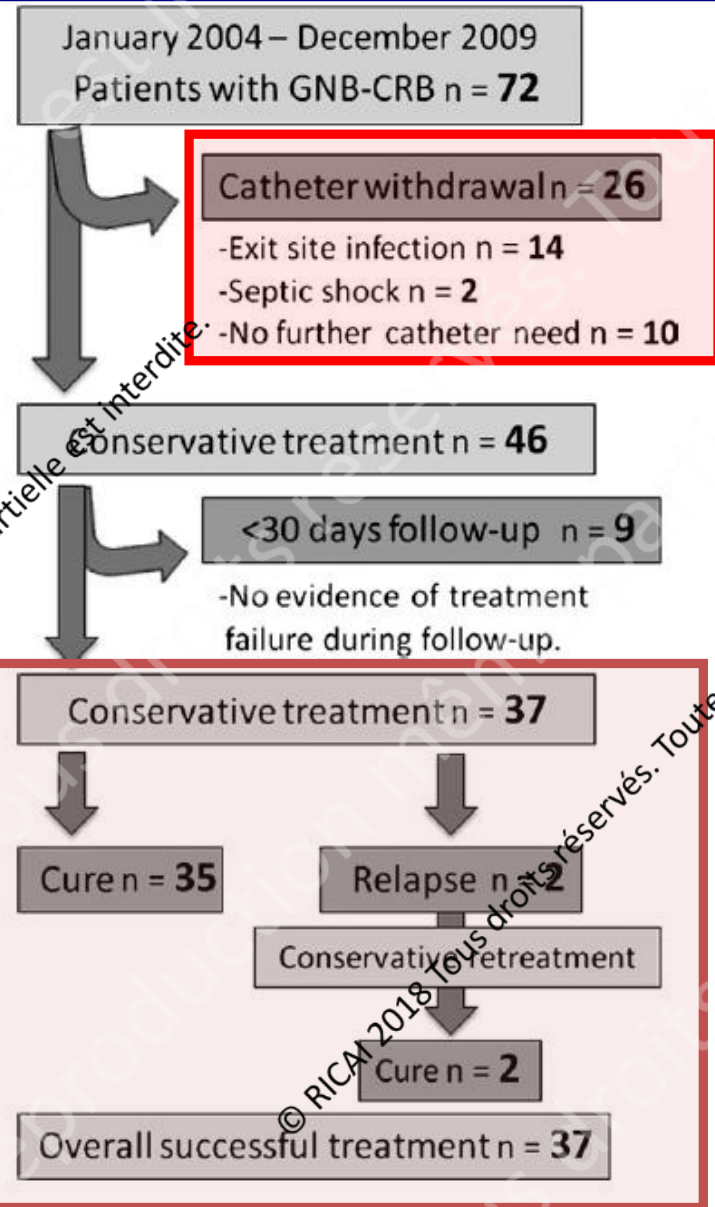 January 2004 – December 2009
Patients with GNB-CRB n = 72
Catheter withdrawal n = 26
-Exit site infection n = 14
-Septic shock n = 2
-No further catheter need n = 10
Conservative treatment n = 46
<30 days follow-up n = 9
-No evidence of treatment
failure during follow-up.
Conservative treatment n = 37
Cure n = 35
Relapse n = 2
Conservative retreatment
Cure n = 2
Overall successful treatment n = 37
© RICAI 2018 Tous droits réservés. Toute
rtielle est interdite.